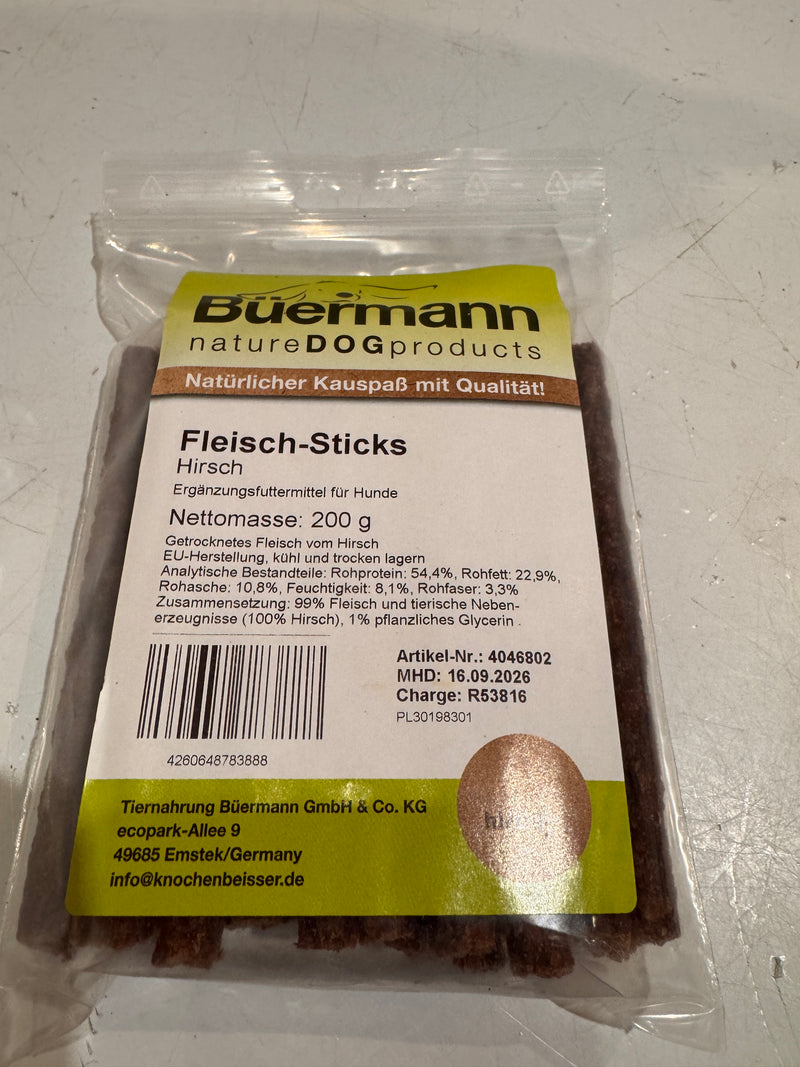 Büermann
natureDOGproducts
Natürlicher Kauspaß mit Qualität!
Fleisch-Sticks
Hirsch
Ergänzungsfuttermittel für Hunde
Nettomasse: 200 g
Getrocknetes Fleisch vom Hirsch
EU-Herstellung, kühl und trocken lagern
Analytische Bestandteile: Rohprotein: 54,4%, Rohfett: 22,9%,
Rohasche: 10,8%, Feuchtigkeit: 8,1%, Rohfaser: 3,3%
Zusammensetzung: 99% Fleisch und tierische Neben-
erzeugnisse (100% Hirsch), 1% pflanzliches Glycerin .
Artikel-Nr.: 4046802
MHD: 16.09.2026
Charge: R53816
PL30198301
4260648783888
Tiernahrung Büermann GmbH & Co. KG
ecopark-Allee 9
49685 Emstek/Germany
info@knochenbeisser.de